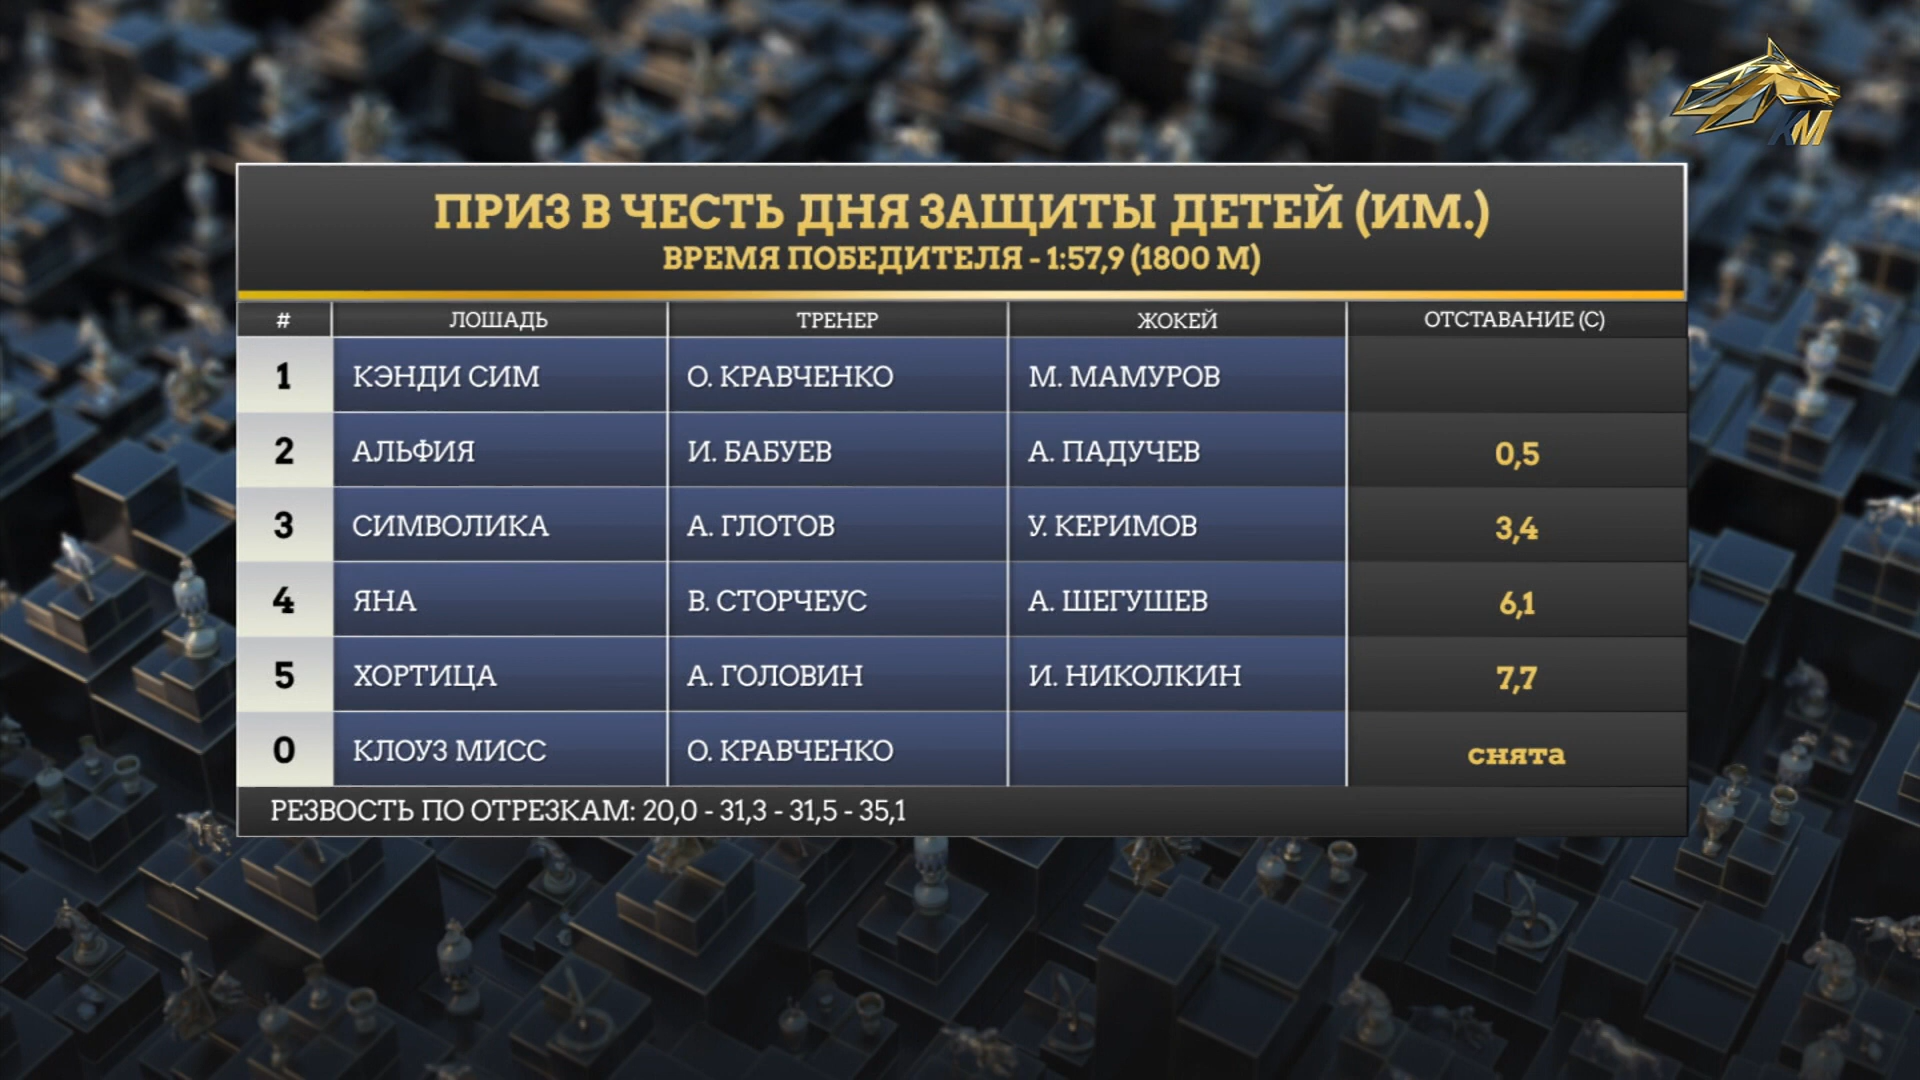 КМ
ПРИЗ В ЧЕСТЬ ДНЯ ЗАЩИТЫ ДЕТЕЙ (ИМ.)
ВРЕМЯ ПОБЕДИТЕЛЯ - 1:57,9 (1800 М)
# ЛОШАДЬ ТРЕНЕР ЖОКЕЙ ОТСТАВАНИЕ (С)
1 КЭНДИ СИМ О. КРАВЧЕНКО М. МАМУРОВ
2 АЛЬФИЯ И. БАБУЕВ А. ПАДУЧЕВ 0,5
3 СИМВОЛИКА А. ГЛОТОВ У. КЕРИМОВ 3,4
4 ЯНА В. СТОРЧЕУС А. ШЕГУШЕВ 6,1
5 ХОРТИЦА А. ГОЛОВИН И. НИКОЛКИН 7,7
0 КЛОУЗ МИСС О. КРАВЧЕНКО снята
РЕЗВОСТЬ ПО ОТРЕЗКАМ: 20,0 - 31,3 - 31,5 - 35,1